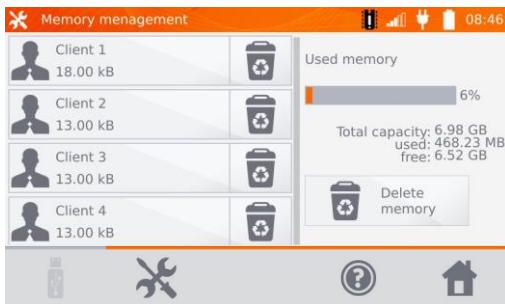 Memory menagement
08:46
Client 1
18.00 kB
Client 2
13.00 kB
Client 3
13.00 kB
Client 4
13.00 kB
Used memory
6%
Total capacity: 6.98 GB
used: 468.23 MB
free: 6.52 GB
Delete
memory